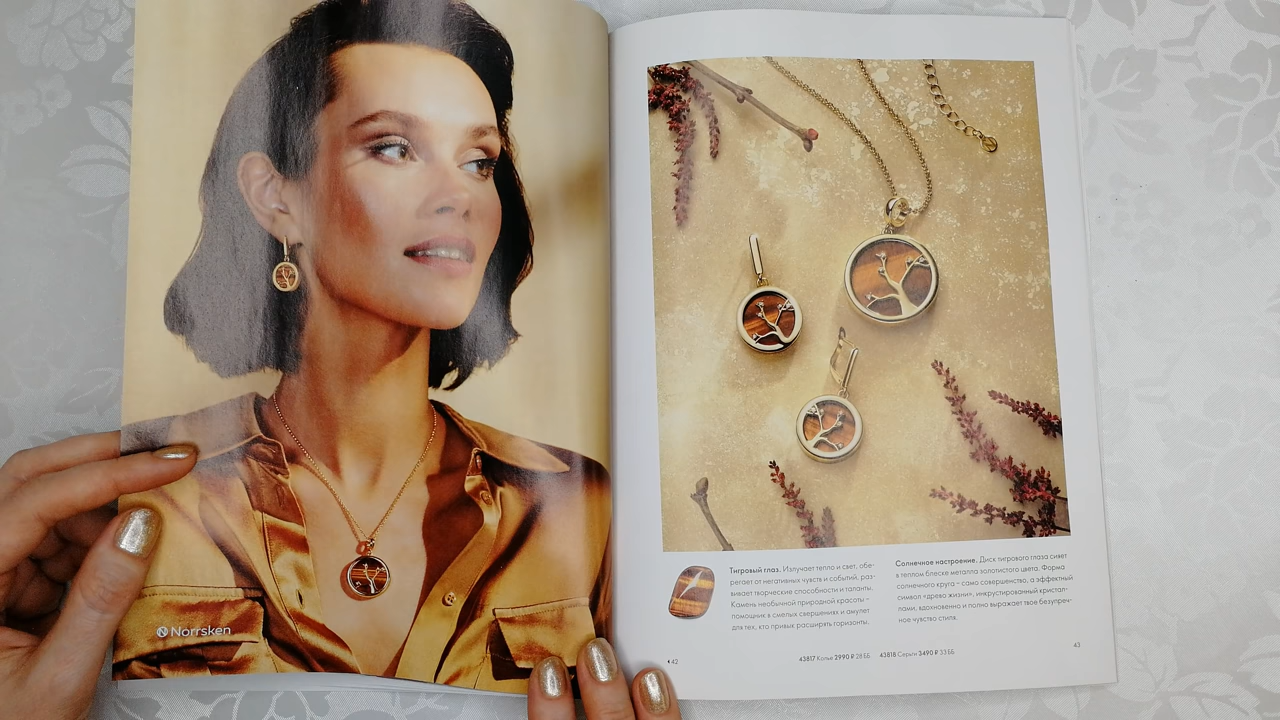 Norrsken
Тигровый глаз. Излучает тепло и свет, обе-
регает от негативных чувств и событий, раз-
вивает творческие способности и таланты.
Камень необычной природной красоты –
помощник в смелых свершениях и амулет
для тех, кто привык расширять горизонты.
Солнечное настроение. Диск тигрового глаза сияет
в теплом блеске металла золотистого цвета. Форма
солнечного круга – само совершенство, а эффектный
символ «древо жизни», инкрустированный кристал-
лами, вдохновенно и полно выражает твое безупреч-
ное чувство стиля.
42
43817 Колье 2990 ₽ 28 ББ 43818 Серьги 3490 ₽ 33 ББ
43